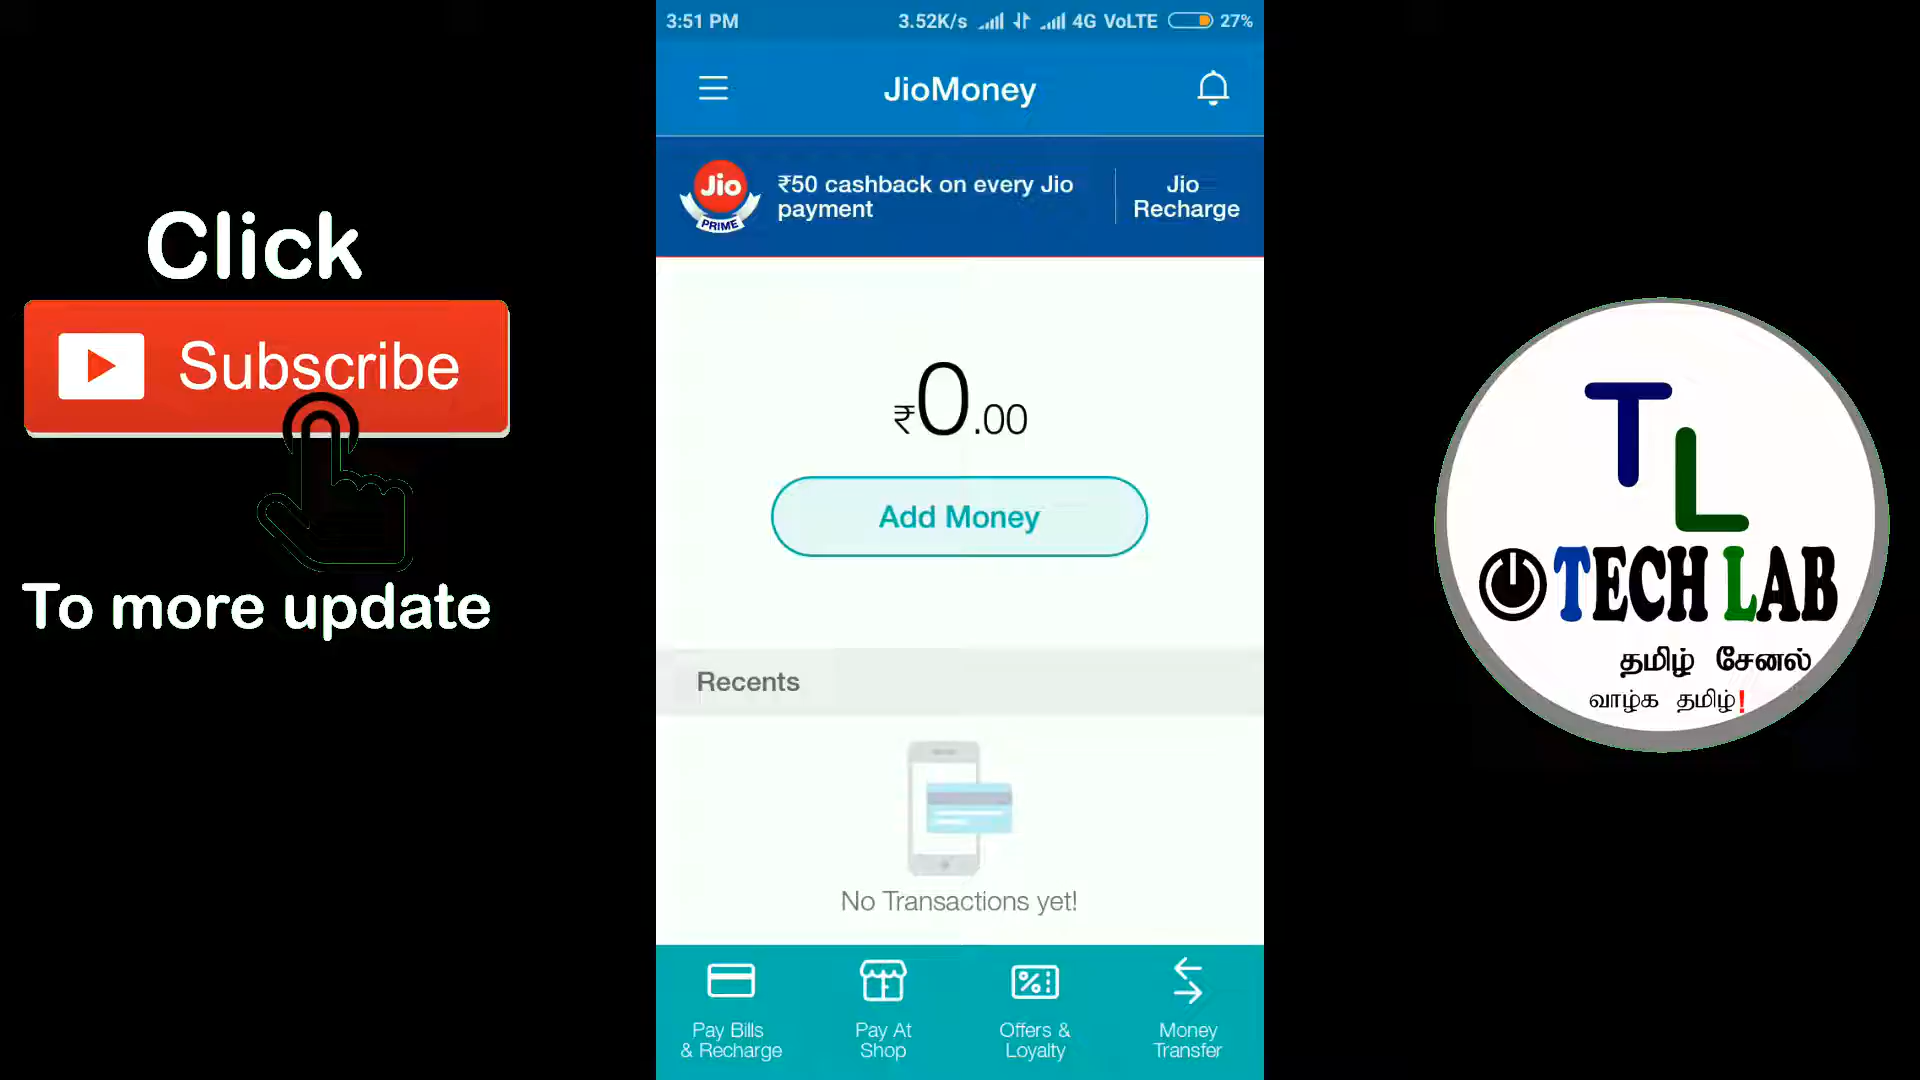 Click
Subscribe
To more update
3:51 PM
3.52K/s 4G VoLTE 27%
JioMoney
Jio
PRIME
₹50 cashback on every Jio
payment
Jio
Recharge
₹0.00
Add Money
Recents
No Transactions yet!
Pay Bills
& Recharge
Pay At
Shop
Offers &
Loyalty
Money
Transfer
TL
TECH LAB
தமிழ் சேனல்
வாழ்க தமிழ்!